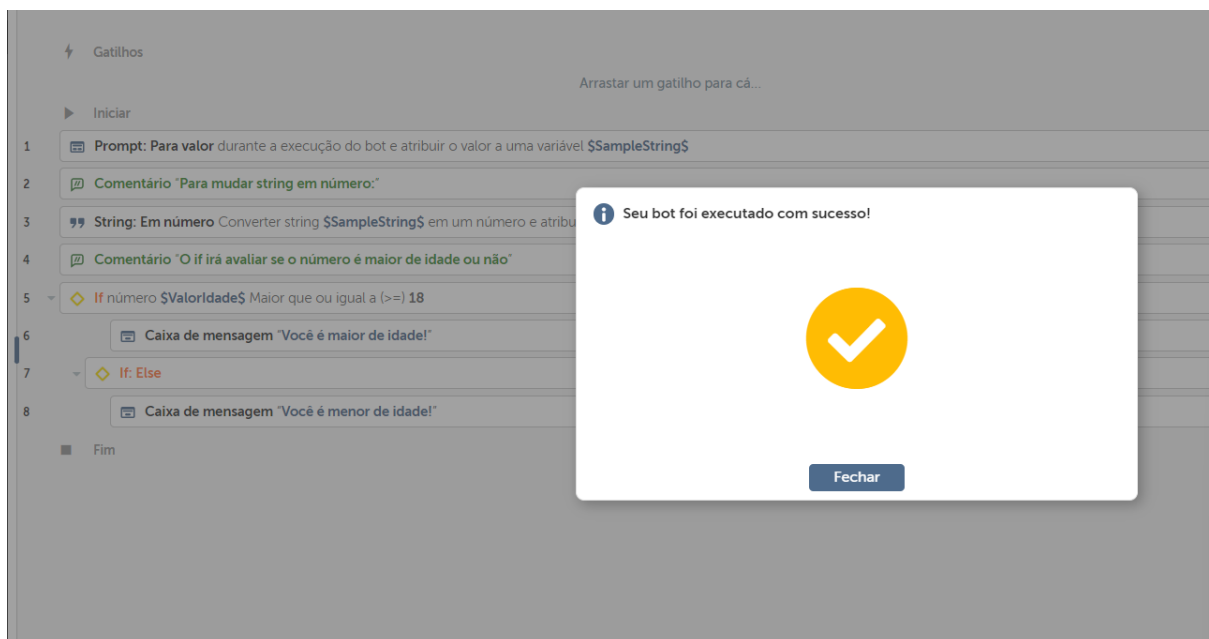 Gatilhos
Arrastar um gatilho para cá...
Iniciar
1 Prompt: Para valor durante a execução do bot e atribuir o valor a uma variável $SampleString$
2 Comentário "Para mudar string em número:"
Seu bot foi executado com sucesso!
3 String: Em número Converter string $SampleString$ em um número e atribu
4 Comentário "O if irá avaliar se o número é maior de idade ou não"
5 If número $ValorIdade$ Maior que ou igual a (>=) 18
6 Caixa de mensagem "Você é maior de idade!"
7 If: Else
8 Caixa de mensagem "Você é menor de idade!"
Fim
Fechar